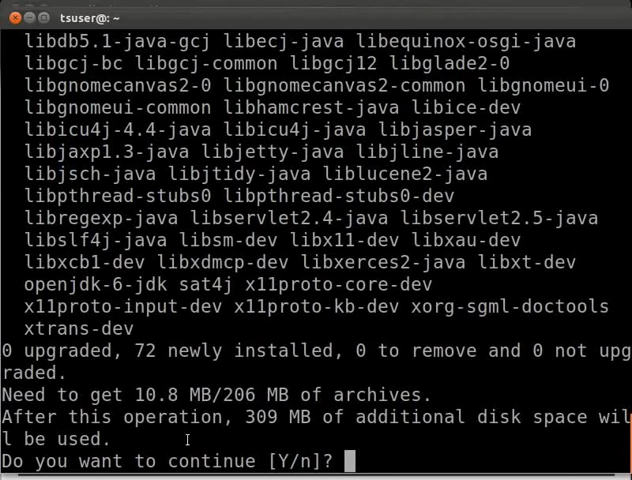 tsuser@: ~
libdb5.1-java-gcj libecj-java libequinox-osgi-java
libgcj-bc libgcj-common libgcj12 libglade2-0
libgnomecanvas2-0 libgnomecanvas2-common libgnomeui-0
libgnomeui-common libhamcrest-java libice-dev
libicu4j-4.4-java libicu4j-java libjasper-java
libjaxp1.3-java libjetty-java libjline-java
libjsch-java libjtidy-java liblucene2-java
libpthread-stubs0 libpthread-stubs0-dev
libregexp-java libservlet2.4-java libservlet2.5-java
libslf4j-java libsm-dev libx11-dev libxau-dev
libxcb1-dev libxdmcp-dev libxerces2-java libxt-dev
openjdk-6-jdk sat4j x11proto-core-dev
x11proto-input-dev x11proto-kb-dev xorg-sgml-doctools
xtrans-dev
0 upgraded, 72 newly installed, 0 to remove and 0 not upg
raded.
Need to get 10.8 MB/206 MB of archives.
After this operation, 309 MB of additional disk space wil
l be used.
Do you want to continue [Y/n]?